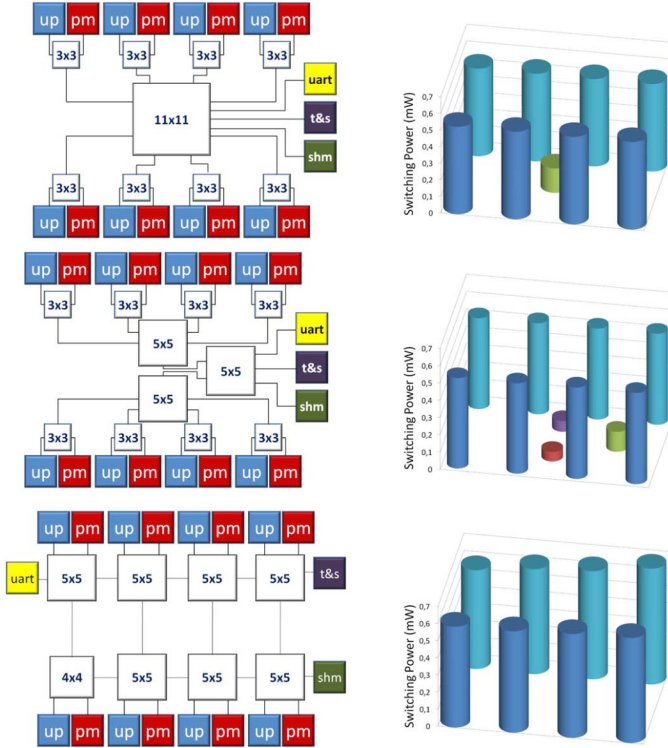 up pm up pm up pm up pm
3x3 3x3 3x3 3x3
uart
11x11
t&s
shm
3x3 3x3 3x3 3x3
up pm up pm up pm up pm
Switching Power (mW)
0,7
0,6
0,5
0,4
0,3
0,2
0,1
0
up pm up pm up pm up pm
3x3 3x3 3x3 3x3
uart
5x5
5x5
t&s
5x5
shm
3x3 3x3 3x3 3x3
up pm up pm up pm up pm
Switching Power (mW)
0,7
0,6
0,5
0,4
0,3
0,2
0,1
0
up pm up pm up pm up pm
uart 5x5 5x5 5x5 5x5 t&s
4x4 5x5 5x5 5x5 shm
up pm up pm up pm up pm
Switching Power (mW)
0,7
0,6
0,5
0,4
0,3
0,2
0,1
0